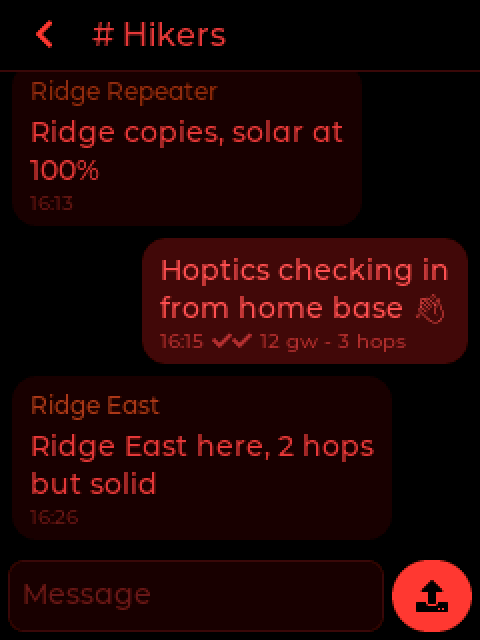 # Hikers
Ridge Repeater
Ridge copies, solar at
100%
16:13
Hoptics checking in
from home base 👋
16:15 ✓✓ 12 gw - 3 hops
Ridge East
Ridge East here, 2 hops
but solid
16:26
Message